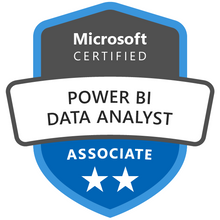 Microsoft
CERTIFIED
POWER BI
DATA ANALYST
ASSOCIATE